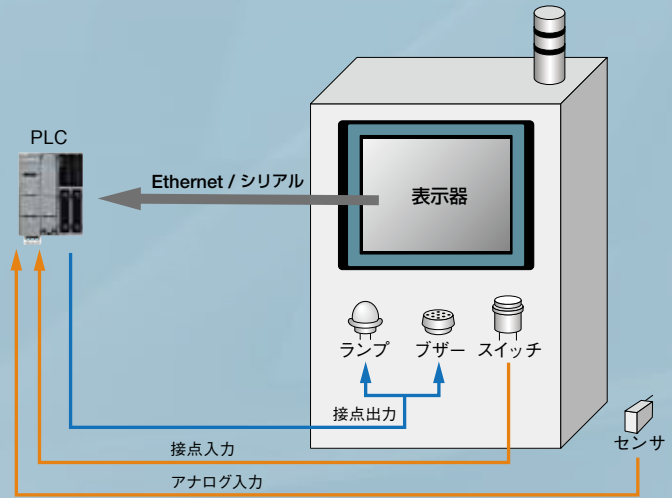 PLC
Ethernet / シリアル
表示器
ランプ
ブザー
スイッチ
接点出力
センサ
接点入力
アナログ入力